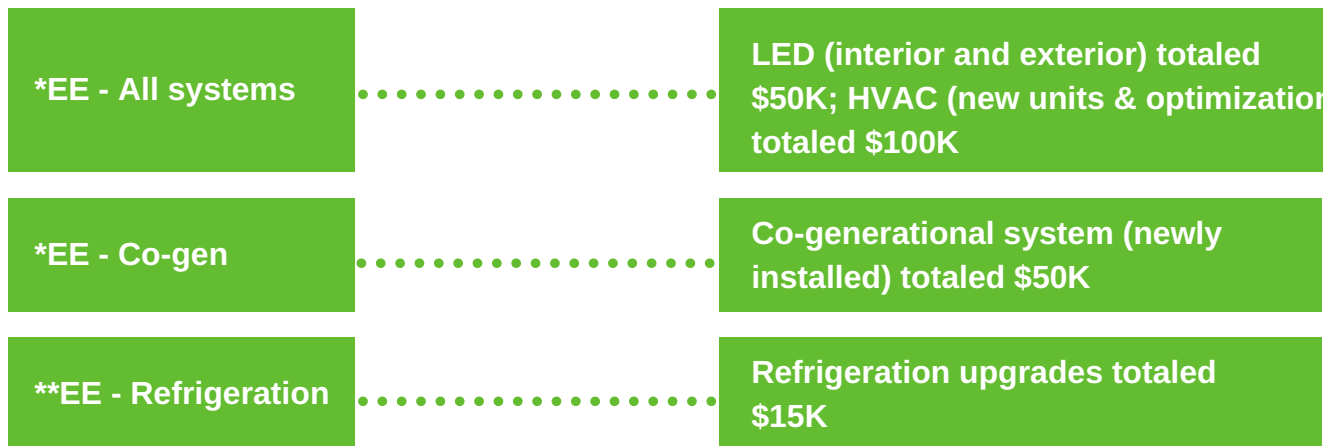 *EE - All systems
LED (interior and exterior) totaled
$50K; HVAC (new units & optimization
totaled $100K
*EE - Co-gen
Co-generational system (newly
installed) totaled $50K
**EE - Refrigeration
Refrigeration upgrades totaled
$15K